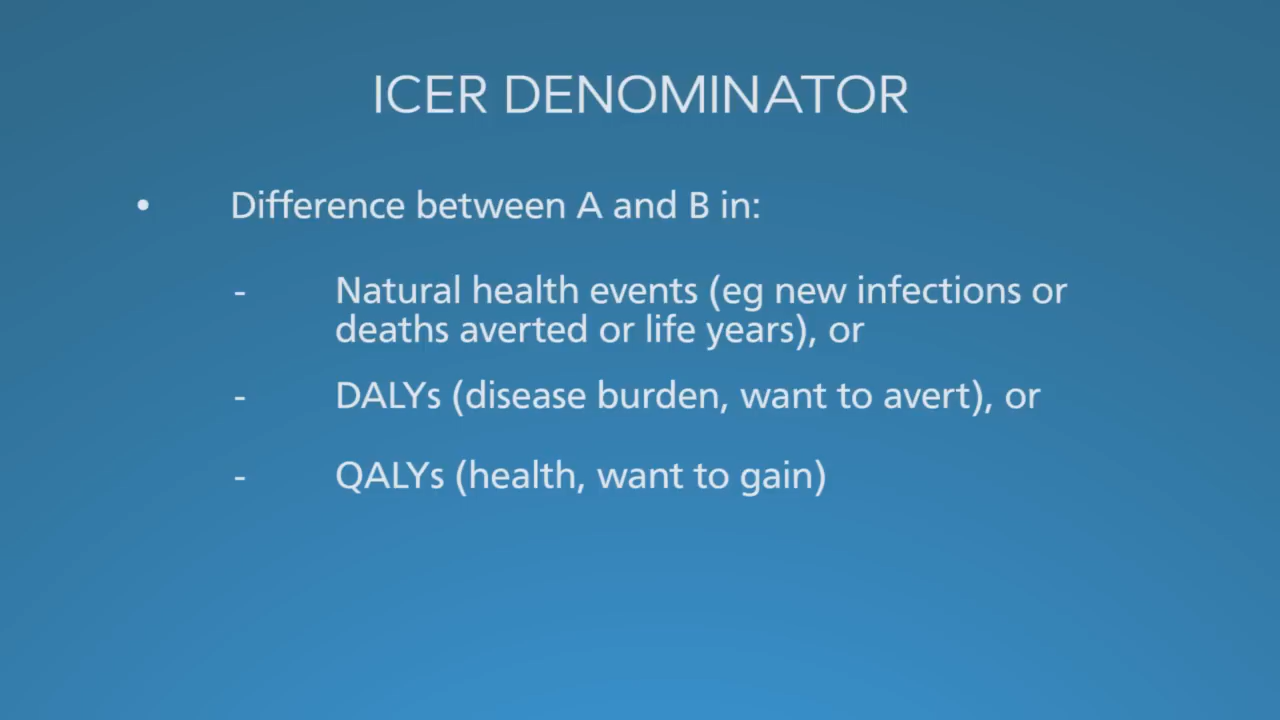 ICER DENOMINATOR
• Difference between A and B in:
- Natural health events (eg new infections or
deaths averted or life years), or
- DALYs (disease burden, want to avert), or
- QALYs (health, want to gain)